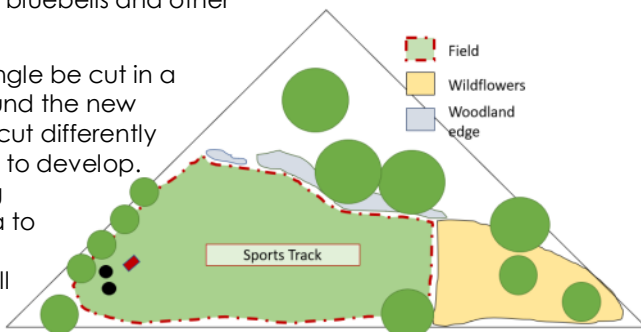 bluebells and other
ngle be cut in a
und the new
cut differently
to develop.
g
a to
ll
Field
Wildflowers
Woodland
edge
Sports Track